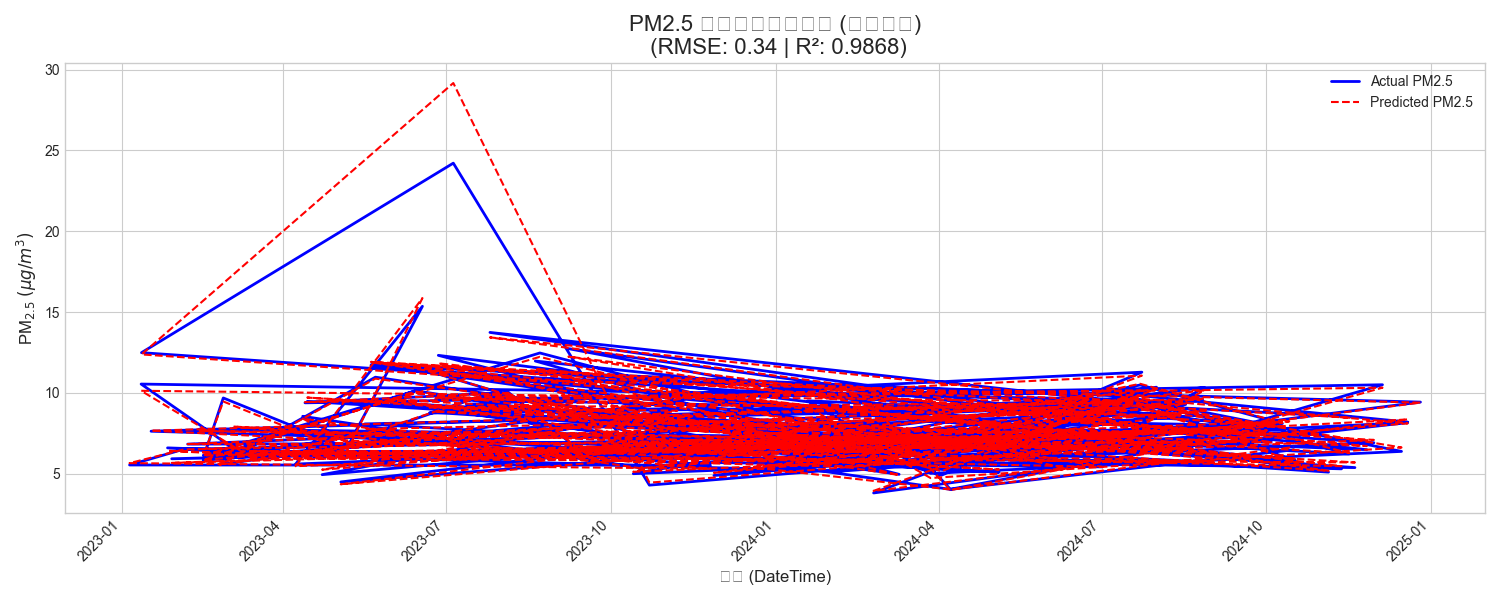 PM2.5 □□□□□□□□ (□□□□)
(RMSE: 0.34 | R²: 0.9868)
30
25
20
15
10
5
PM2.5 (μg/m³)
Actual PM2.5
Predicted PM2.5
2023-01
2023-04
2023-07
2023-10
2024-01
2024-04
2024-07
2024-10
2025-01
□□ (DateTime)